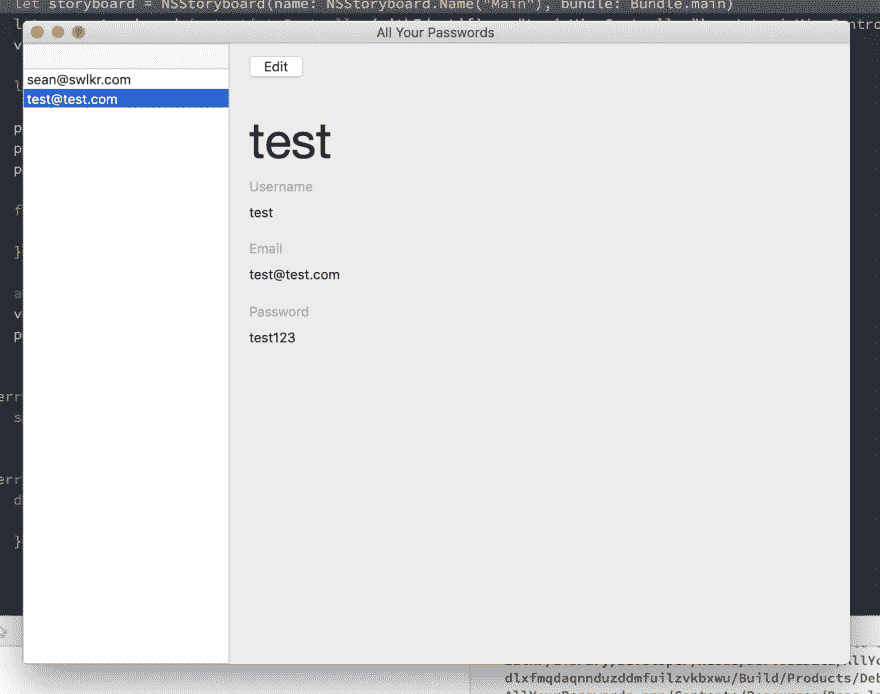 let storyboard = NSStoryboard(name: NSStoryboard.Name("Main"), bundle: Bundle.main)
All Your Passwords
sean@swlkr.com
test@test.com
Edit
test
Username
test
Email
test@test.com
Password
test123
dlxfmqdaqnnduzddmfuilzvkbxwu/Build/Products/Deb